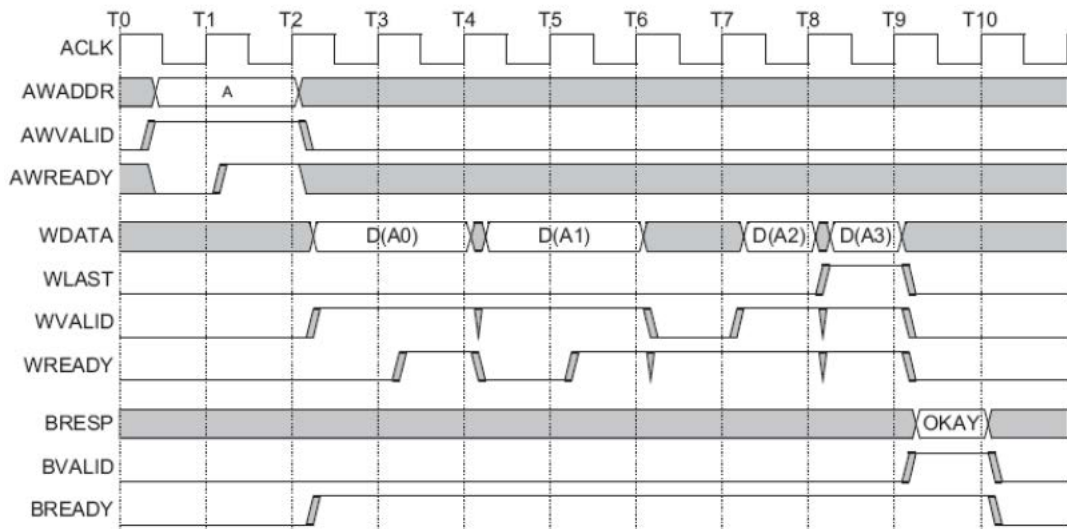 T0 T1 T2 T3 T4 T5 T6 T7 T8 T9 T10
ACLK
AWADDR A
AWVALID
AWREADY
WDATA D(A0) D(A1) D(A2) D(A3)
WLAST
WVALID
WREADY
BRESP OKAY
BVALID
BREADY